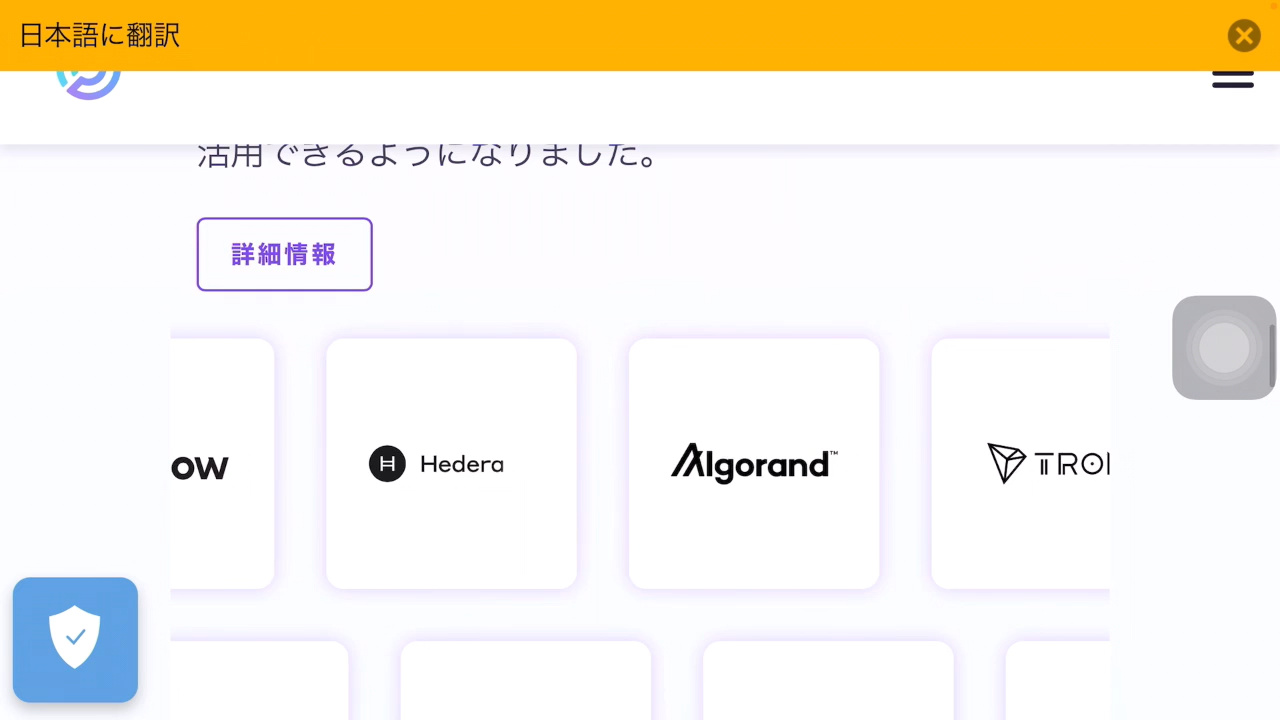 日本語に翻訳
活用できるようになりました。
詳細情報
ow
Hedera
Algorand™
TRO